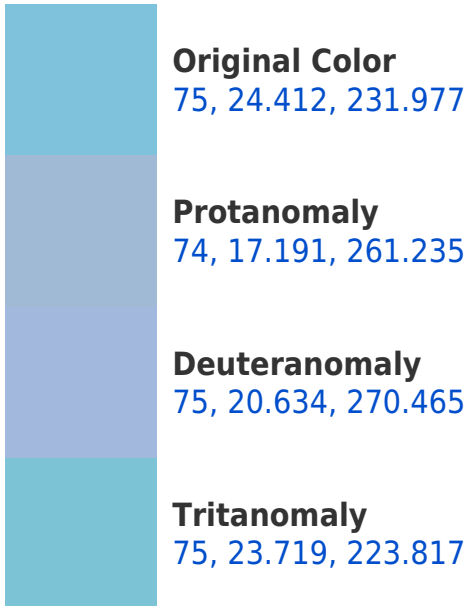 Original Color
75, 24.412, 231.977
Protanomaly
74, 17.191, 261.235
Deuteranomaly
75, 20.634, 270.465
Tritanomaly
75, 23.719, 223.817